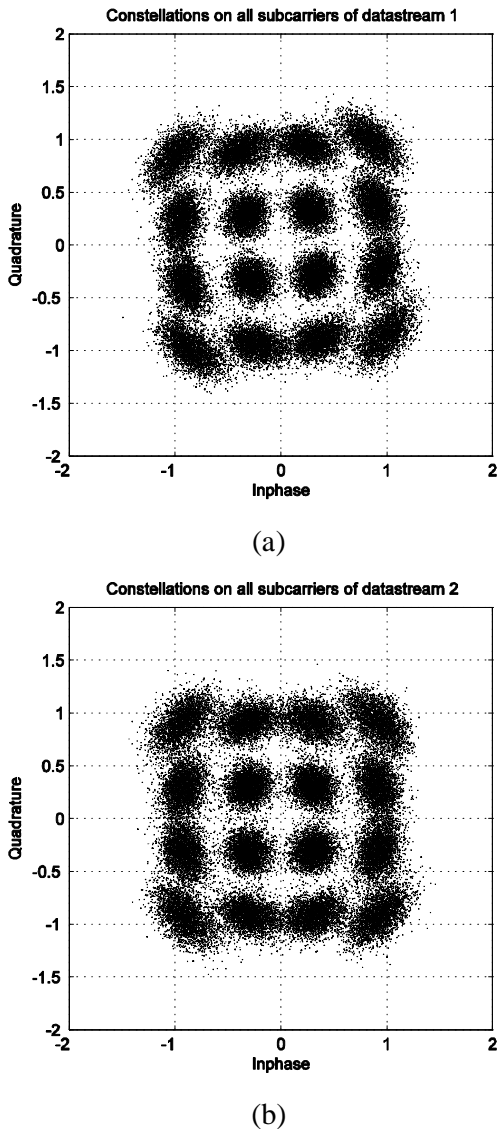 Constellations on all subcarriers of datastream 1
2
1.5
1
0.5
0
-0.5
-1
-1.5
-2
Quadrature
-2 -1 0 1 2
Inphase
(a)
Constellations on all subcarriers of datastream 2
2
1.5
1
0.5
0
-0.5
-1
-1.5
-2
Quadrature
-2 -1 0 1 2
Inphase
(b)